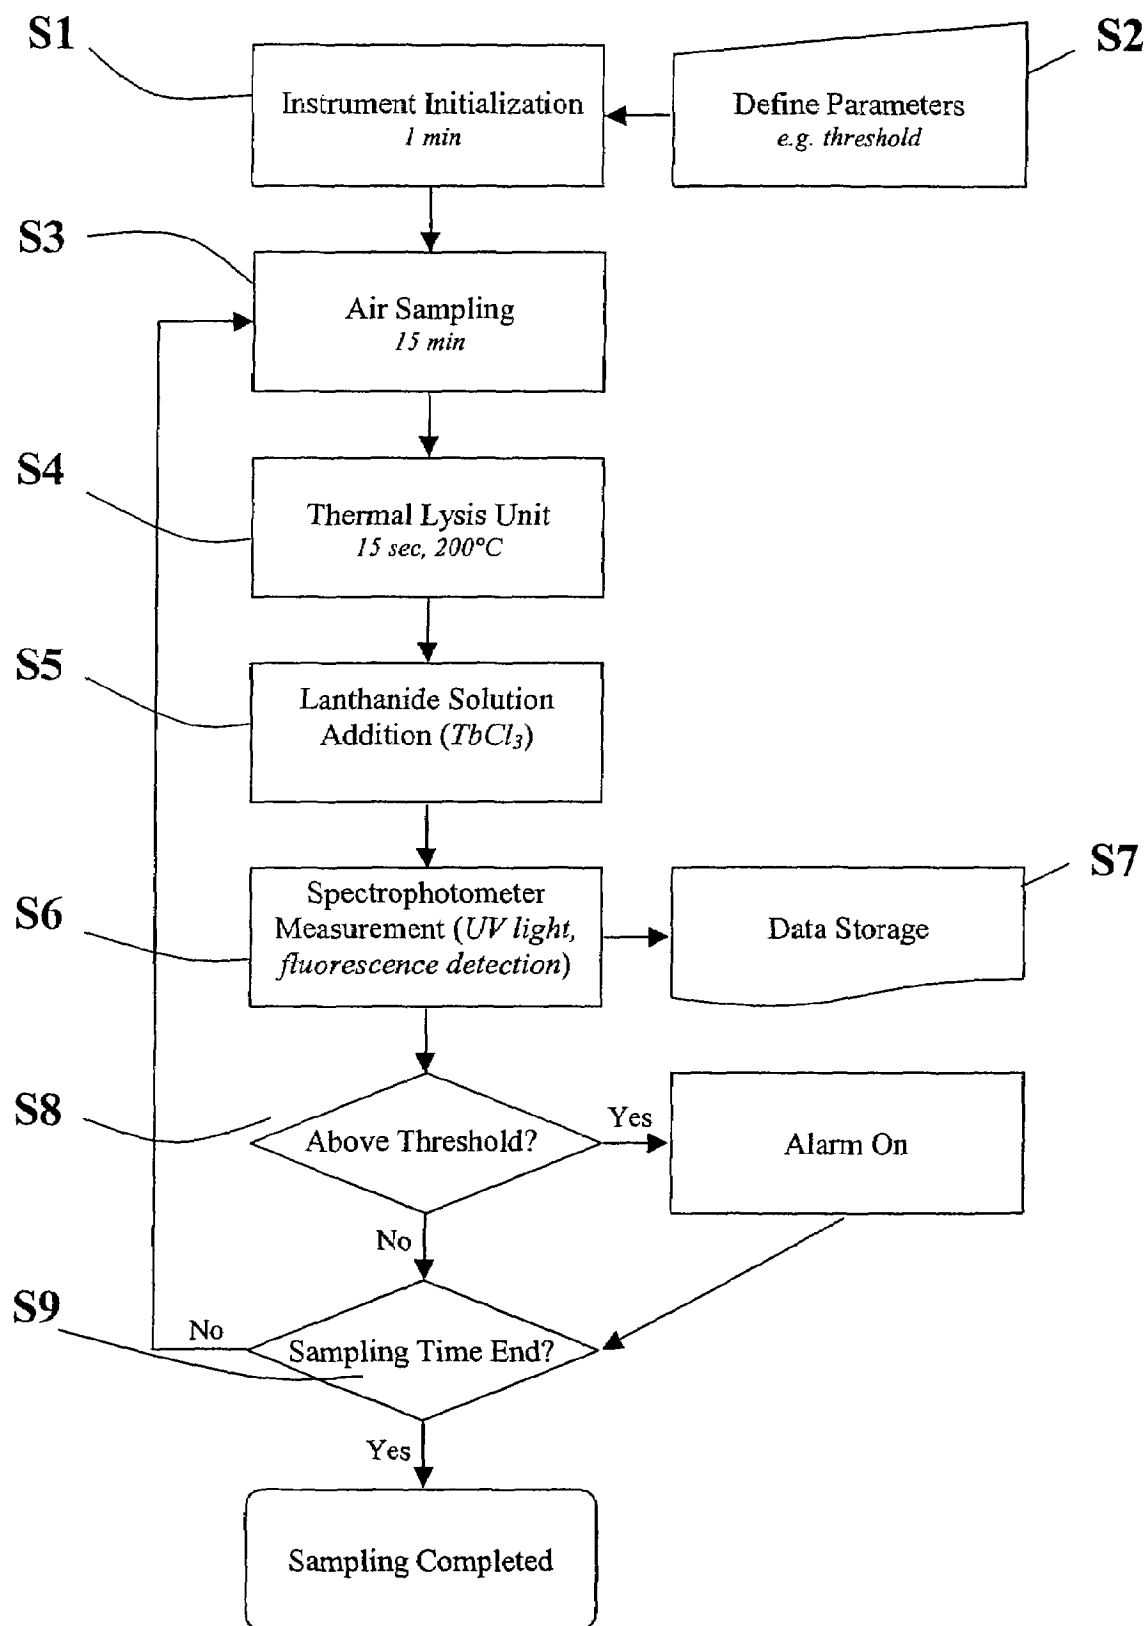 S1
Instrument Initialization
1 min
S2
Define Parameters
e.g. threshold
S3
Air Sampling
15 min
S4
Thermal Lysis Unit
15 sec, 200°C
S5
Lanthanide Solution
Addition (TbCl₃)
S6
Spectrophotometer
Measurement (UV light,
fluorescence detection)
S7
Data Storage
S8
Above Threshold?
Yes
Alarm On
No
S9
No
Sampling Time End?
Yes
Sampling Completed